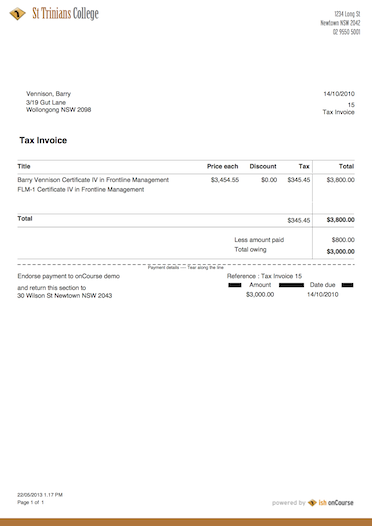 St Trinians College
1234 Long St
Newtown NSW 2042
02 9550 5001
Vennison, Barry
3/19 Gut Lane
Wollongong NSW 2098
14/10/2010
15
Tax Invoice
Tax Invoice
Title Price each Discount Tax Total
Barry Vennison Certificate IV in Frontline Management $3,454.55 $0.00 $345.45 $3,800.00
FLM-1 Certificate IV in Frontline Management
Total $345.45 $3,800.00
Less amount paid $800.00
Total owing $3,000.00
Payment details --- Tear along the line
Endorse payment to onCourse demo
and return this section to
30 Wilson St Newtown NSW 2043
Reference : Tax Invoice 15
Amount Date due
$3,000.00 14/10/2010
22/05/2013 1.17 PM
Page 1 of 1
powered by ish onCourse